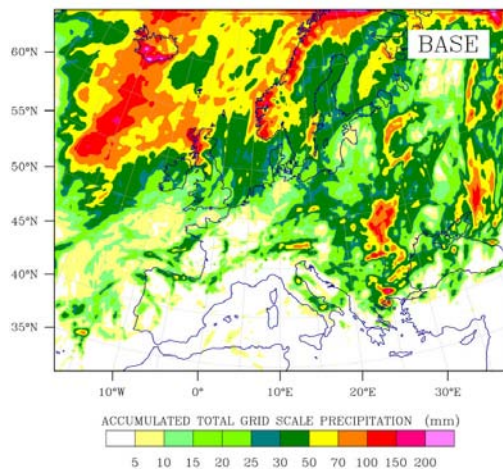 BASE
60°N
55°N
50°N
45°N
40°N
35°N
10°W 0° 10°E 20°E 30°E
ACCUMULATED TOTAL GRID SCALE PRECIPITATION (mm)
5 10 15 20 25 30 50 70 100 150 200